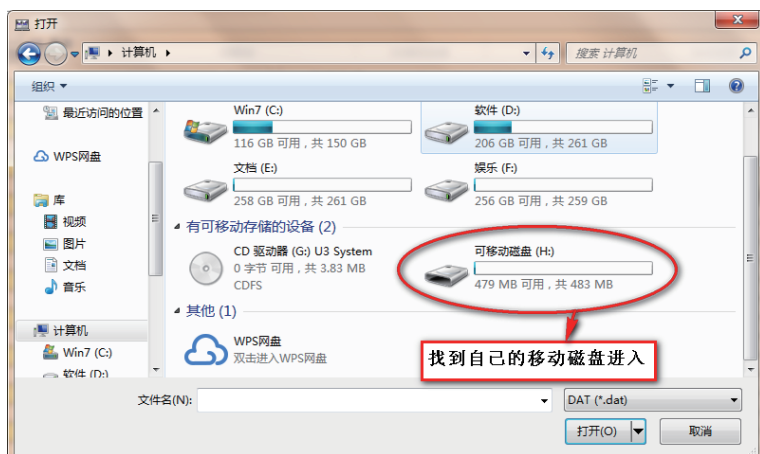 打开
计算机
搜索 计算机
组织
最近访问的位置
WPS网盘
库
视频
图片
文档
音乐
计算机
Win7 (C:)
软件 (D:)
Win7 (C:)
116 GB 可用，共 150 GB
软件 (D:)
206 GB 可用，共 261 GB
文档 (E:)
258 GB 可用，共 261 GB
娱乐 (F:)
256 GB 可用，共 259 GB
有可移动存储的设备 (2)
CD 驱动器 (G:) U3 System
0 字节 可用，共 3.83 MB
CDFS
可移动磁盘 (H:)
479 MB 可用，共 483 MB
其他 (1)
WPS网盘
双击进入WPS网盘
找到自己的移动磁盘进入
文件名(N):
DAT (*.dat)
打开(O)
取消